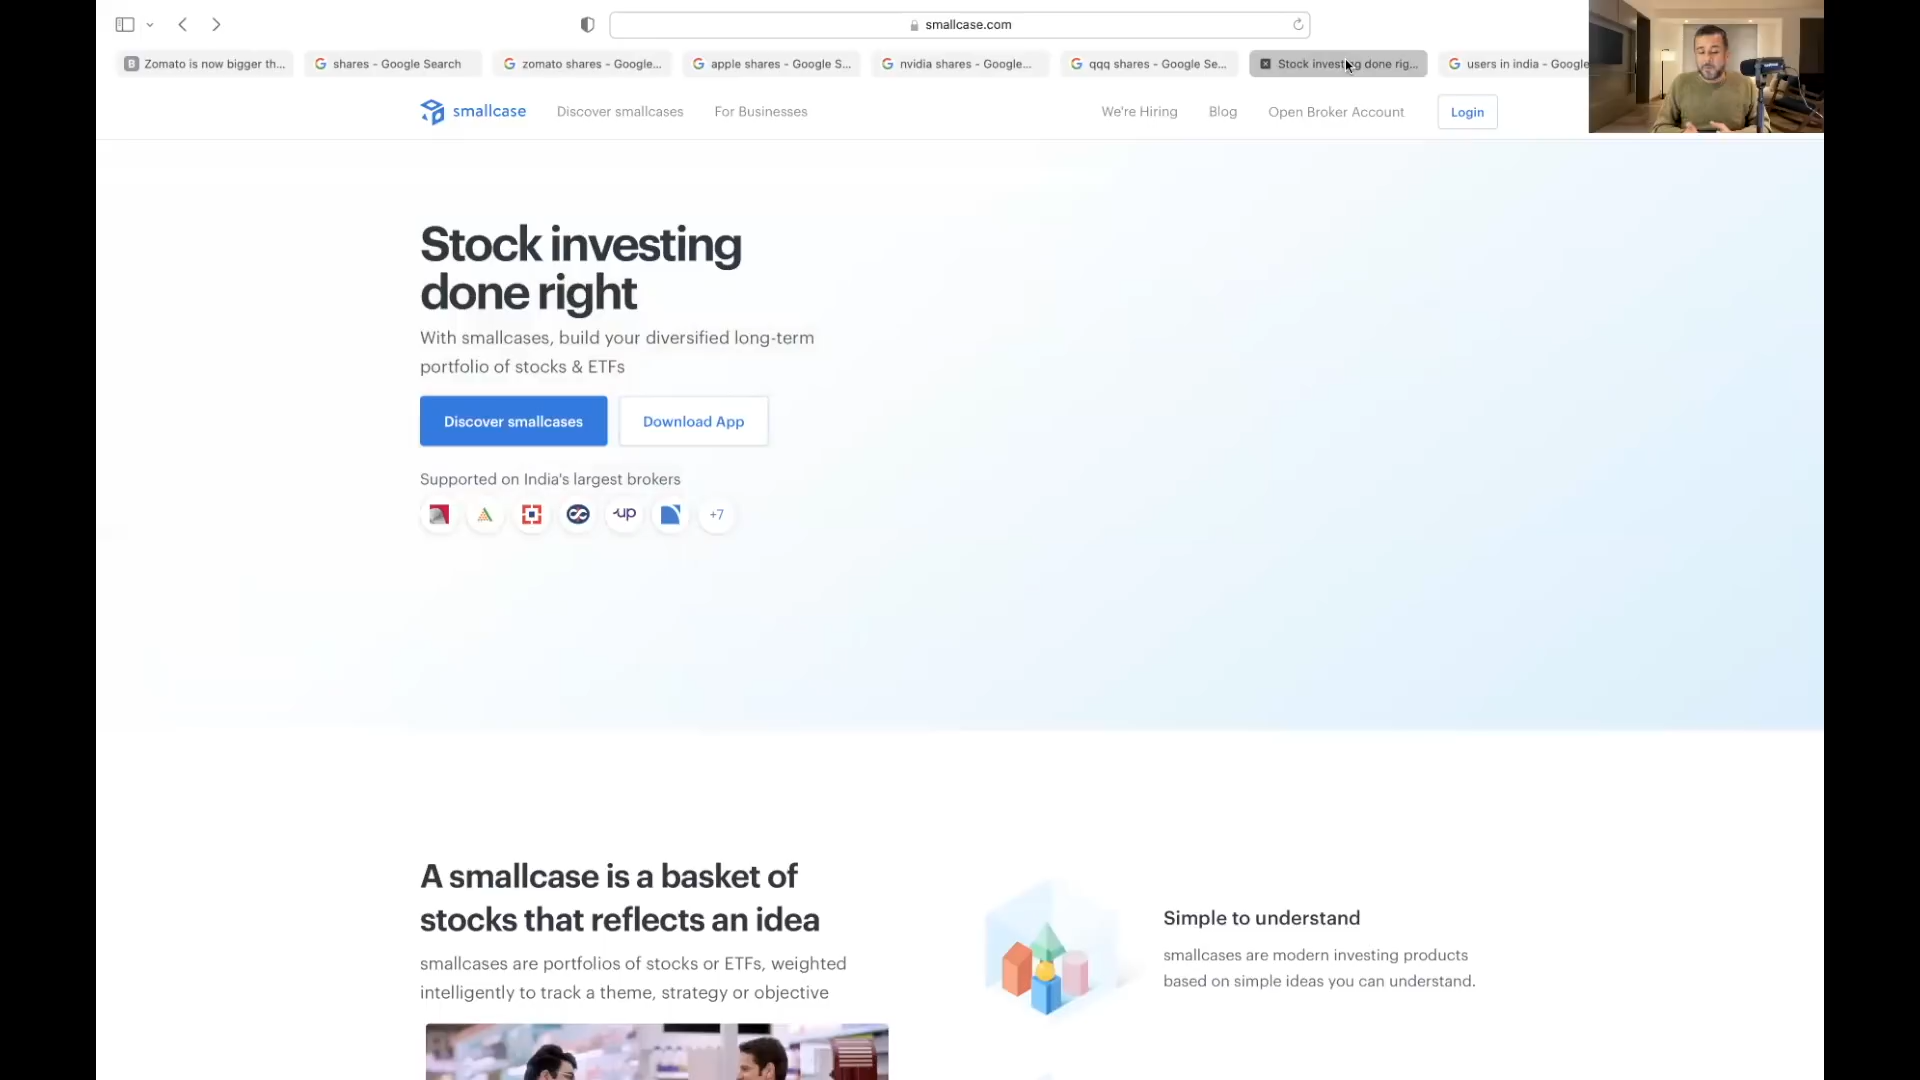 smallcase.com
Zomato is now bigger th...
shares - Google Search
zomato shares - Google...
apple shares - Google S...
nvidia shares - Google...
qqq shares - Google Se...
Stock investing done rig...
users in india - Google
smallcase
Discover smallcases
For Businesses
We're Hiring
Blog
Open Broker Account
Login
Stock investing
done right
With smallcases, build your diversified long-term
portfolio of stocks & ETFs
Discover smallcases
Download App
Supported on India's largest brokers
up
+7
A smallcase is a basket of
stocks that reflects an idea
smallcases are portfolios of stocks or ETFs, weighted
intelligently to track a theme, strategy or objective
Simple to understand
smallcases are modern investing products
based on simple ideas you can understand.